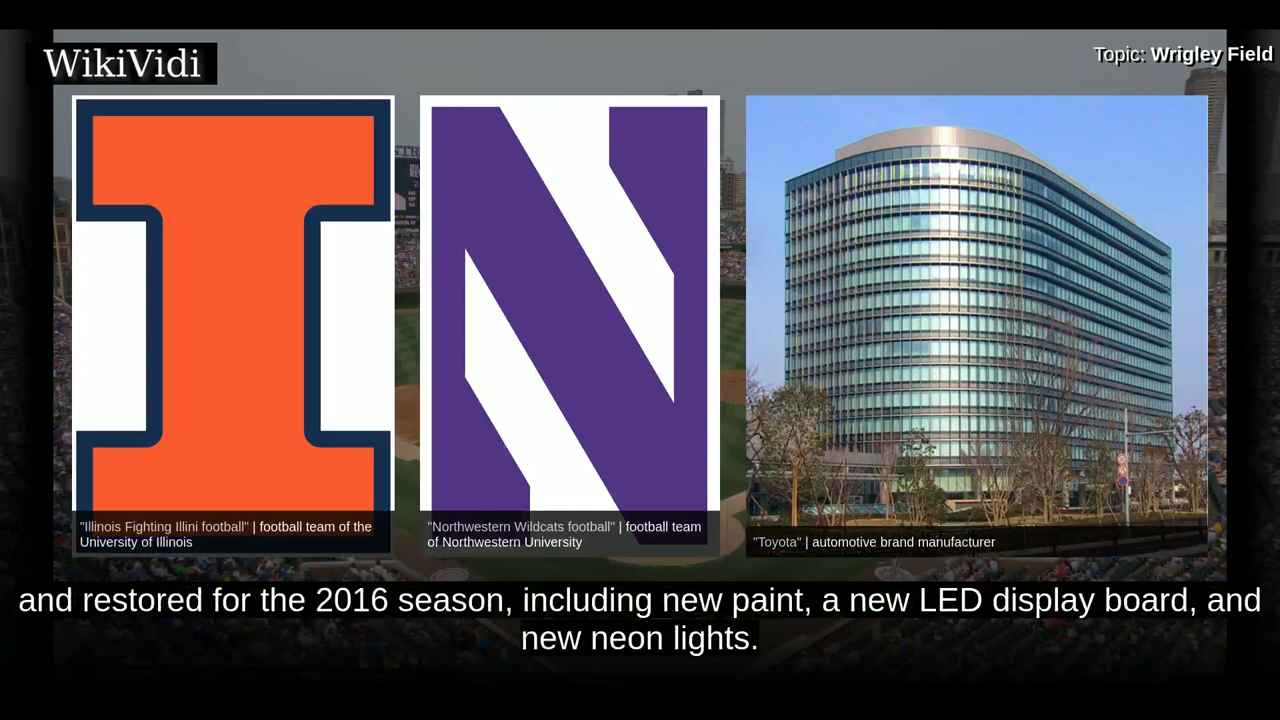 WikiVidi
Topic: Wrigley Field
"Illinois Fighting Illini football" | football team of the
University of Illinois
"Northwestern Wildcats football" | football team
of Northwestern University
"Toyota" | automotive brand manufacturer
and restored for the 2016 season, including new paint, a new LED display board, and
new neon lights.